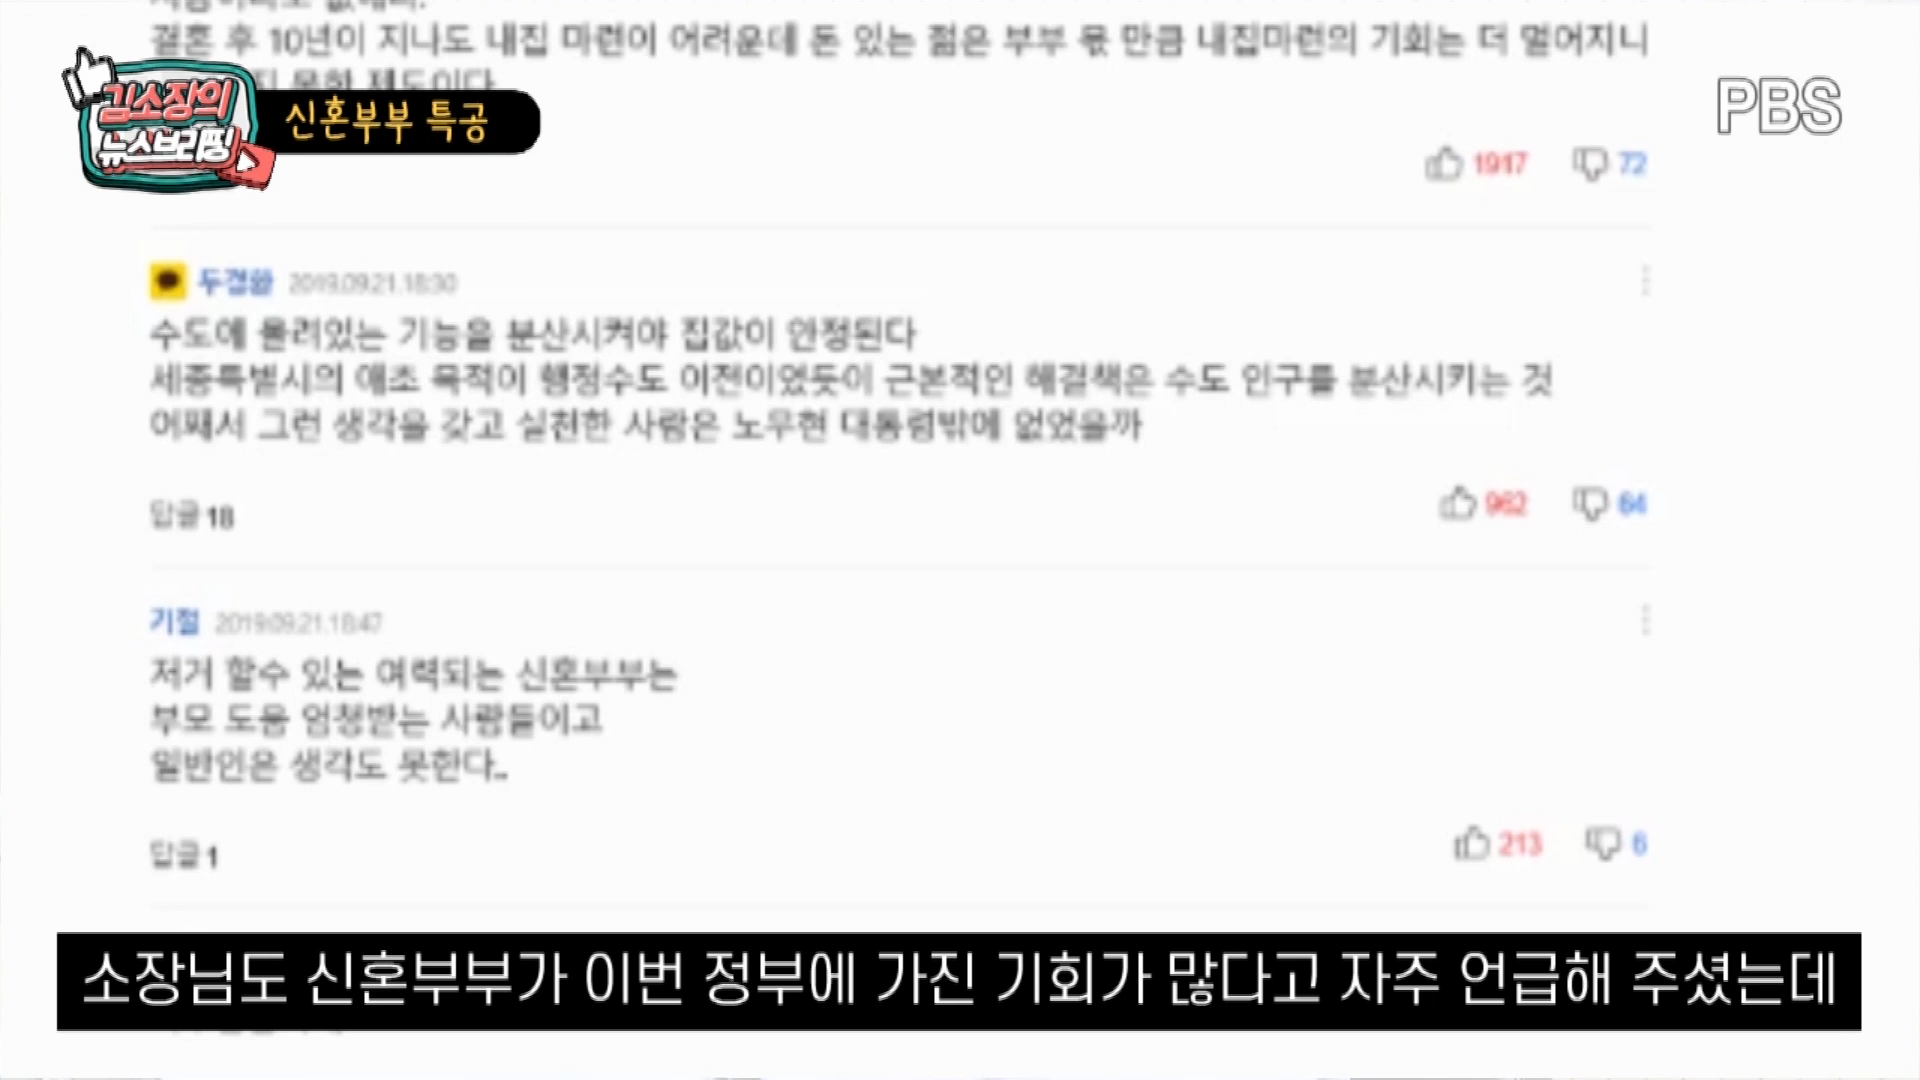 결혼 후 10년이 지나도 내집 마련이 어려운데 돈 있는 젊은 부부 몫 만큼 내집마련의 기회는 더 멀어지니
못한 제도이다
김소장의
뉴스브리핑
신혼부부 특공
PBS
1917 72
두경완 2019.09.21.18:30
수도에 몰려있는 기능을 분산시켜야 집값이 안정된다
세종특별시의 애초 목적이 행정수도 이전이었듯이 근본적인 해결책은 수도 인구를 분산시키는 것
어째서 그런 생각을 갖고 실천한 사람은 노무현 대통령밖에 없었을까
답글 18
962 64
기절 2019.09.21.18:47
저거 할수 있는 여력되는 신혼부부는
부모 도움 엄청받는 사람들이고
일반인은 생각도 못한다..
답글 1
213 6
소장님도 신혼부부가 이번 정부에 가진 기회가 많다고 자주 언급해 주셨는데